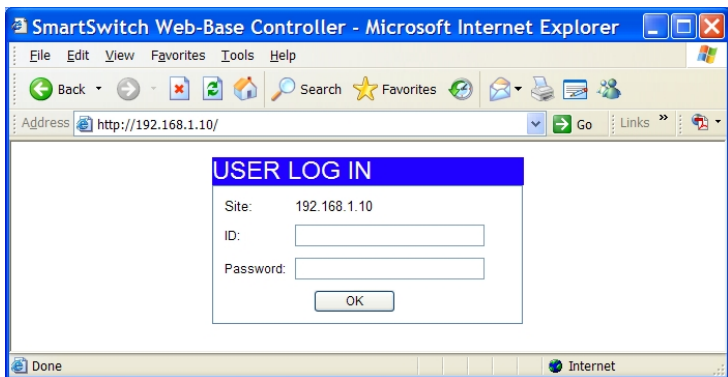 SmartSwitch Web-Base Controller - Microsoft Internet Explorer
File Edit View Favorites Tools Help
Back Search Favorites
Address http://192.168.1.10/ Go Links »
USER LOG IN
Site: 192.168.1.10
ID:
Password:
OK
Done Internet